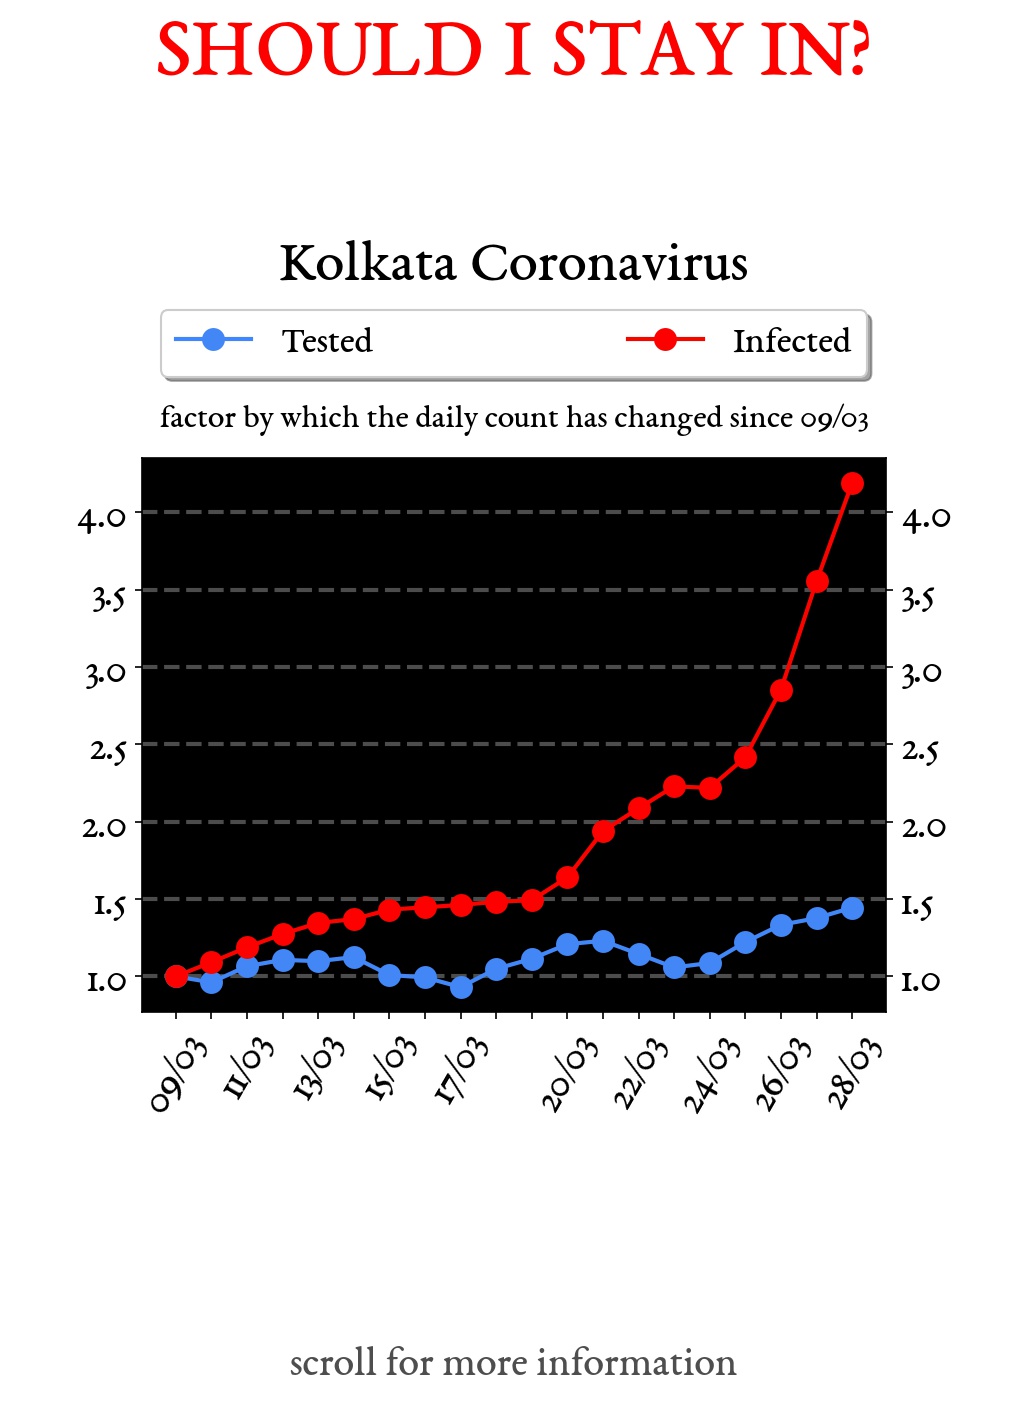 SHOULD I STAY IN?
Kolkata Coronavirus
Tested Infected
factor by which the daily count has changed since 09/03
4.0 4.0
3.5 3.5
3.0 3.0
2.5 2.5
2.0 2.0
1.5 1.5
1.0 1.0
09/03 11/03 13/03 15/03 17/03 20/03 22/03 24/03 26/03 28/03
scroll for more information